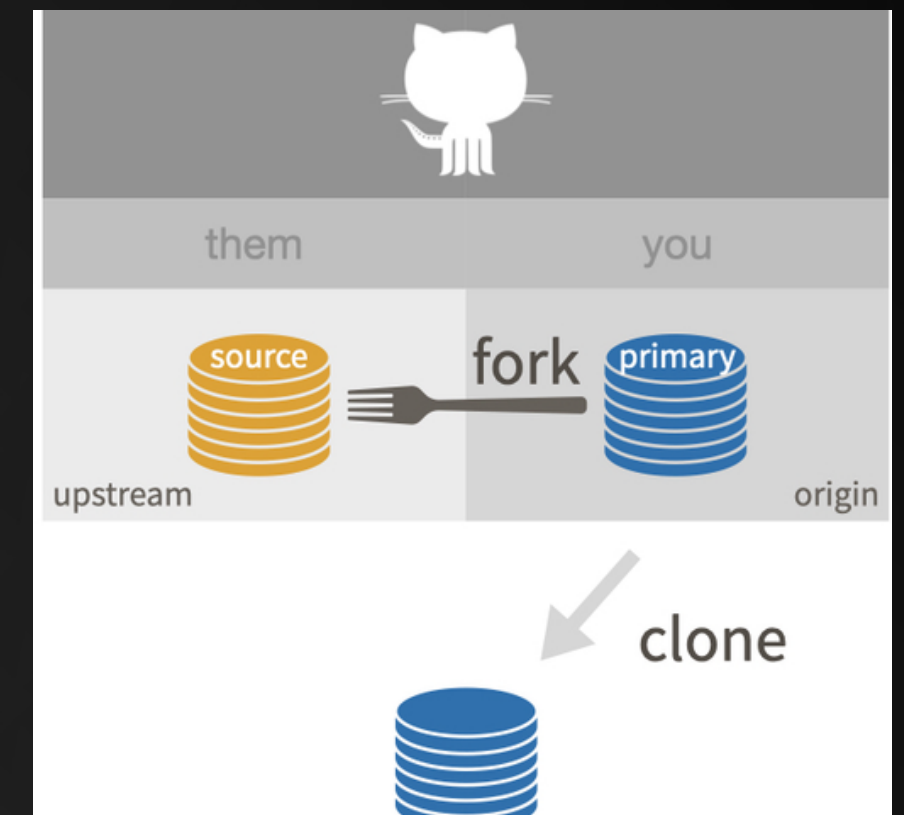 them
you
source
fork
primary
upstream
origin
clone